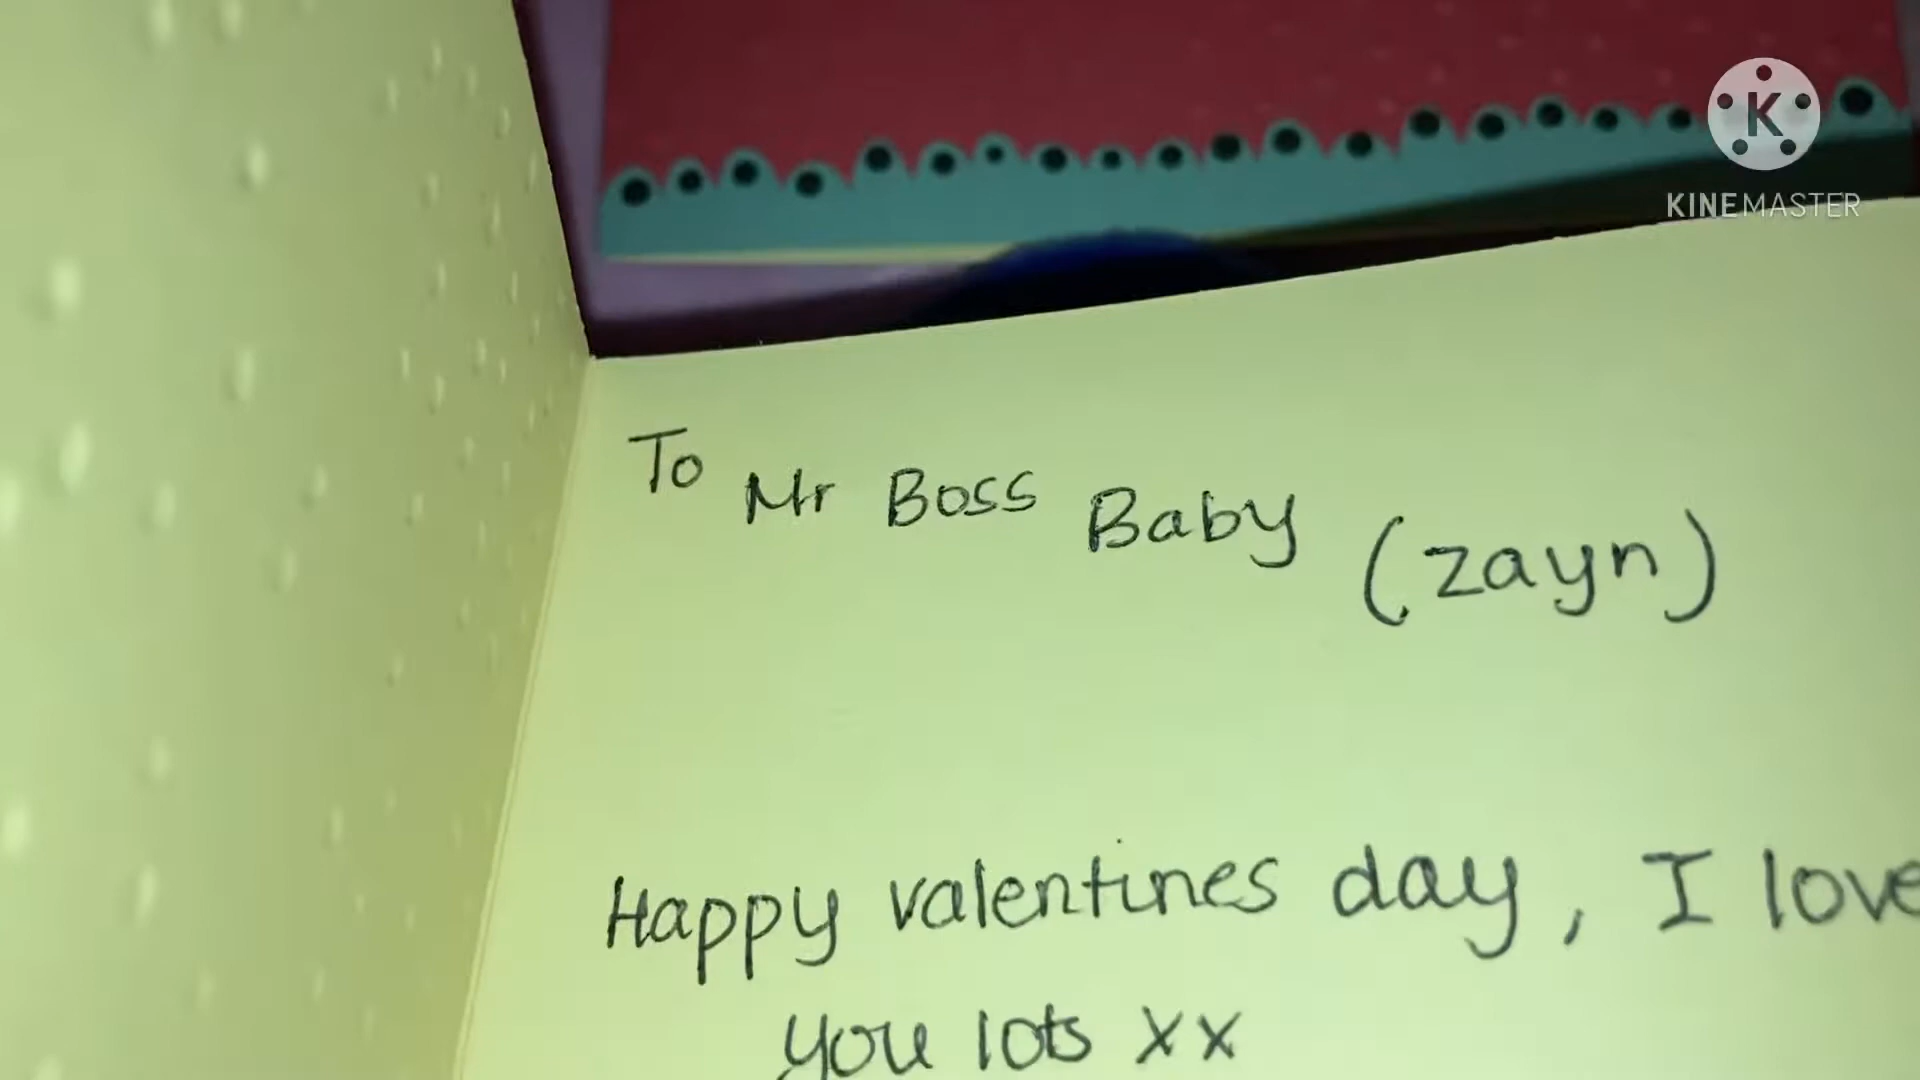 K
KINEMASTER
To Mr Boss Baby (zayn)
Happy valentines day, I love
you lots xx